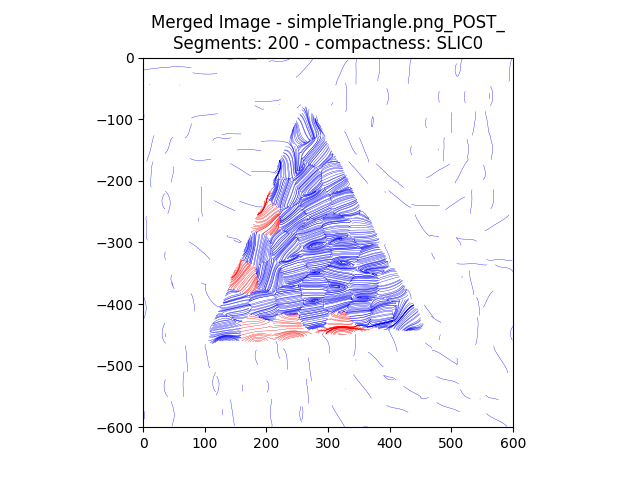 Merged Image - simpleTriangle.png_POST_
Segments: 200 - compactness: SLIC0
0
−100
−200
−300
−400
−500
−600
0 100 200 300 400 500 600